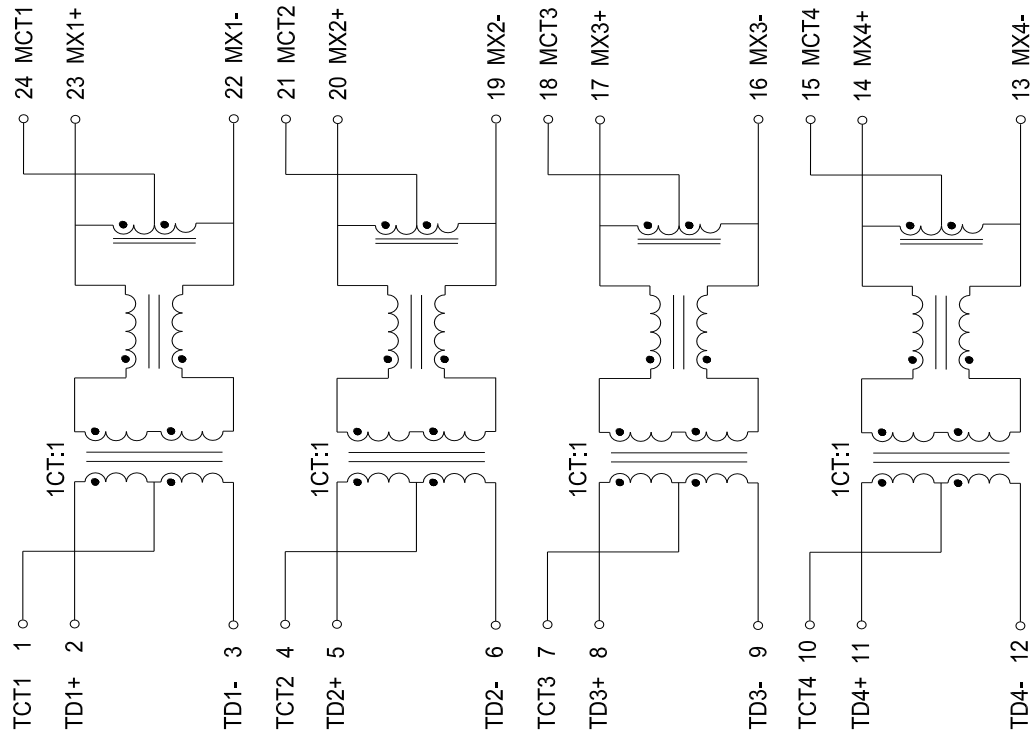 24 MCT1
23 MX1+
22 MX1-
21 MCT2
20 MX2+
19 MX2-
18 MCT3
17 MX3+
16 MX3-
15 MCT4
14 MX4+
13 MX4-
1CT:1
1CT:1
1CT:1
1CT:1
TCT1 1
TD1+ 2
TD1- 3
TCT2 4
TD2+ 5
TD2- 6
TCT3 7
TD3+ 8
TD3- 9
TCT4 10
TD4+ 11
TD4- 12